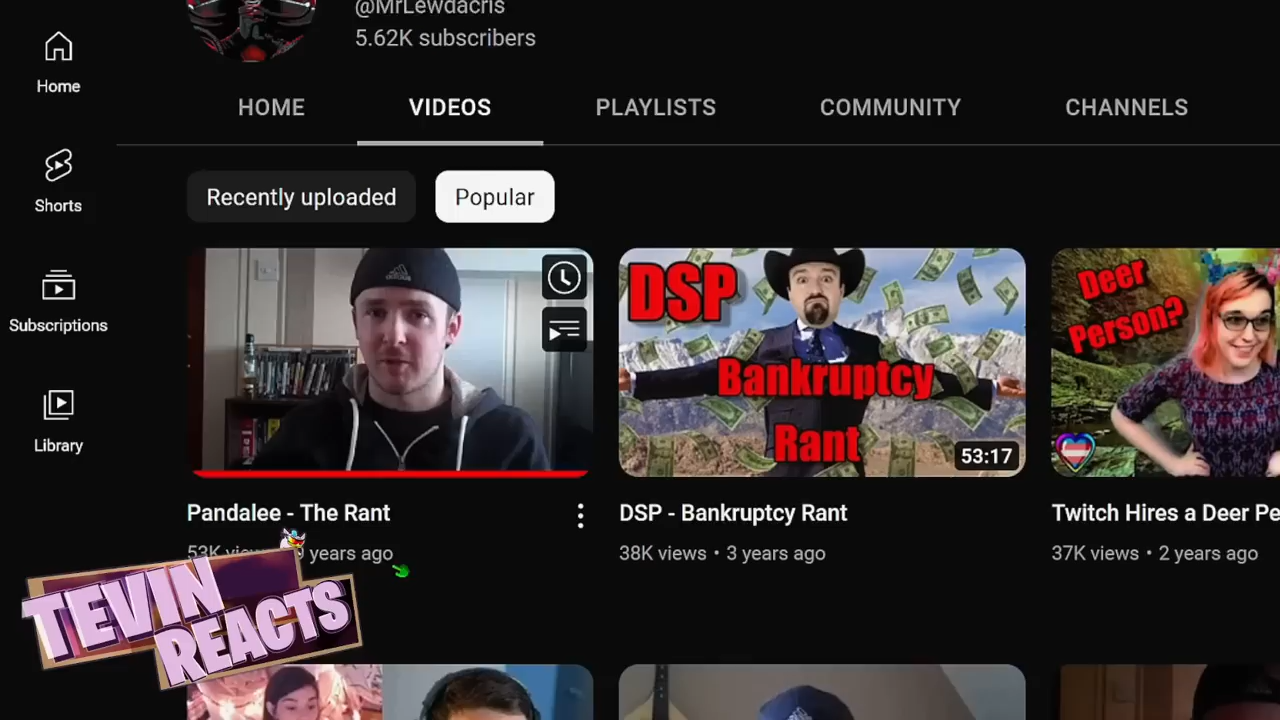 @MrLewdacris
5.62K subscribers
Home
HOME
VIDEOS
PLAYLISTS
COMMUNITY
CHANNELS
Shorts
Recently uploaded
Popular
Subscriptions
Library
DSP
Bankruptcy
Rant
53:17
Deer
Person?
Pandalee - The Rant
53K
9 years ago
DSP - Bankruptcy Rant
38K views • 3 years ago
Twitch Hires a Deer Pe
37K views • 2 years ago
TEVIN
REACTS